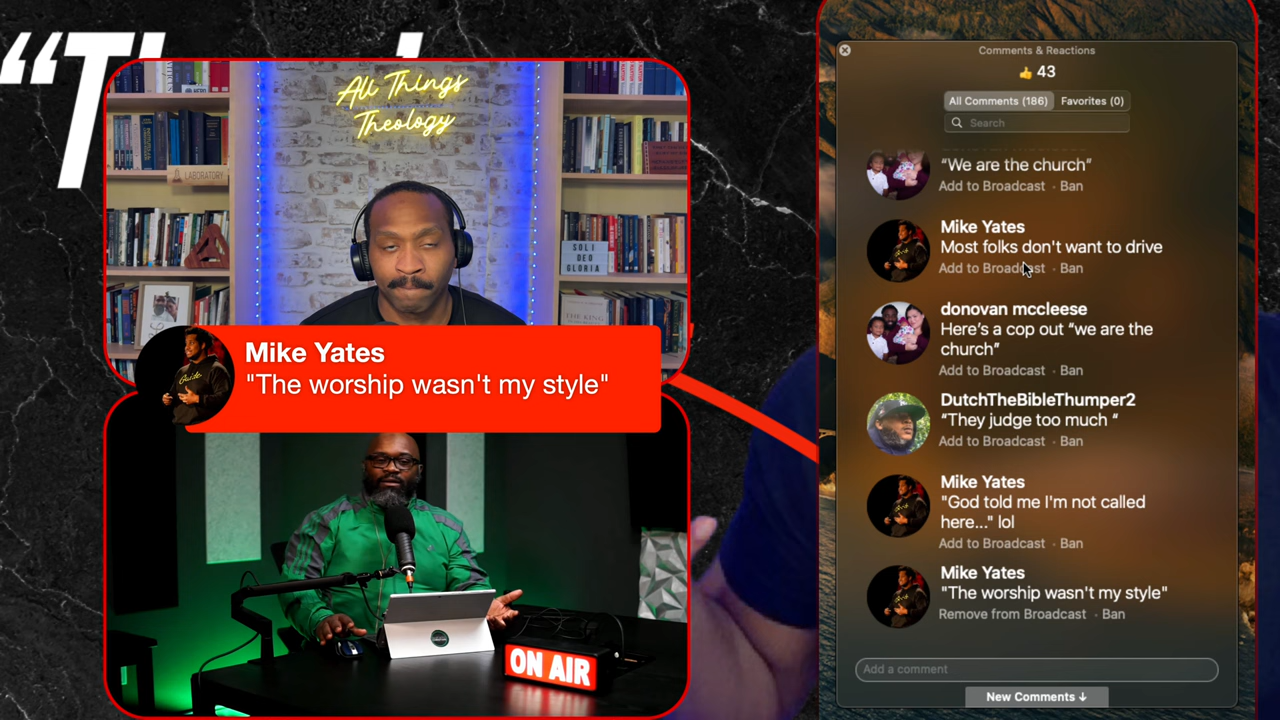 “Th
All Things
Theology
LABORATORY
SOLI
DEO
GLORIA
THE KING
Guide
Mike Yates
"The worship wasn't my style"
ON AIR
Comments & Reactions
👍 43
All Comments (186) Favorites (0)
Search
“We are the church”
Add to Broadcast · Ban
Mike Yates
Most folks don't want to drive
Add to Broadcast · Ban
donovan mccleese
Here’s a cop out “we are the
church”
Add to Broadcast · Ban
DutchTheBibleThumper2
“They judge too much “
Add to Broadcast · Ban
Mike Yates
"God told me I'm not called
here..." lol
Add to Broadcast · Ban
Mike Yates
"The worship wasn't my style"
Remove from Broadcast · Ban
Add a comment
New Comments ↓